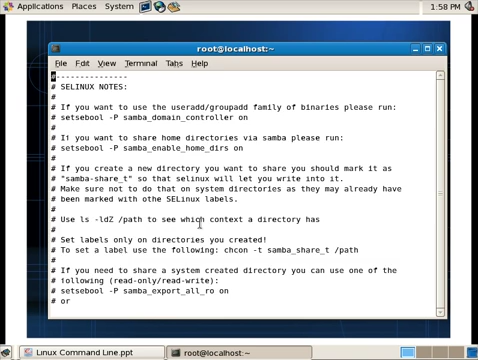 Applications Places System 1:58 PM
root@localhost:~
File Edit View Terminal Tabs Help
#---------------
# SELINUX NOTES:
#
# If you want to use the useradd/groupadd family of binaries please run:
# setsebool -P samba_domain_controller on
#
# If you want to share home directories via samba please run:
# setsebool -P samba_enable_home_dirs on
#
# If you create a new directory you want to share you should mark it as
# "samba-share_t" so that selinux will let you write into it.
# Make sure not to do that on system directories as they may already have
# been marked with othe SELinux labels.
#
# Use ls -ldZ /path to see which context a directory has
#
# Set labels only on directories you created!
# To set a label use the following: chcon -t samba_share_t /path
#
# If you need to share a system created directory you can use one of the
# following (read-only/read-write):
# setsebool -P samba_export_all_ro on
# or
Linux Command Line.ppt root@localhost:~